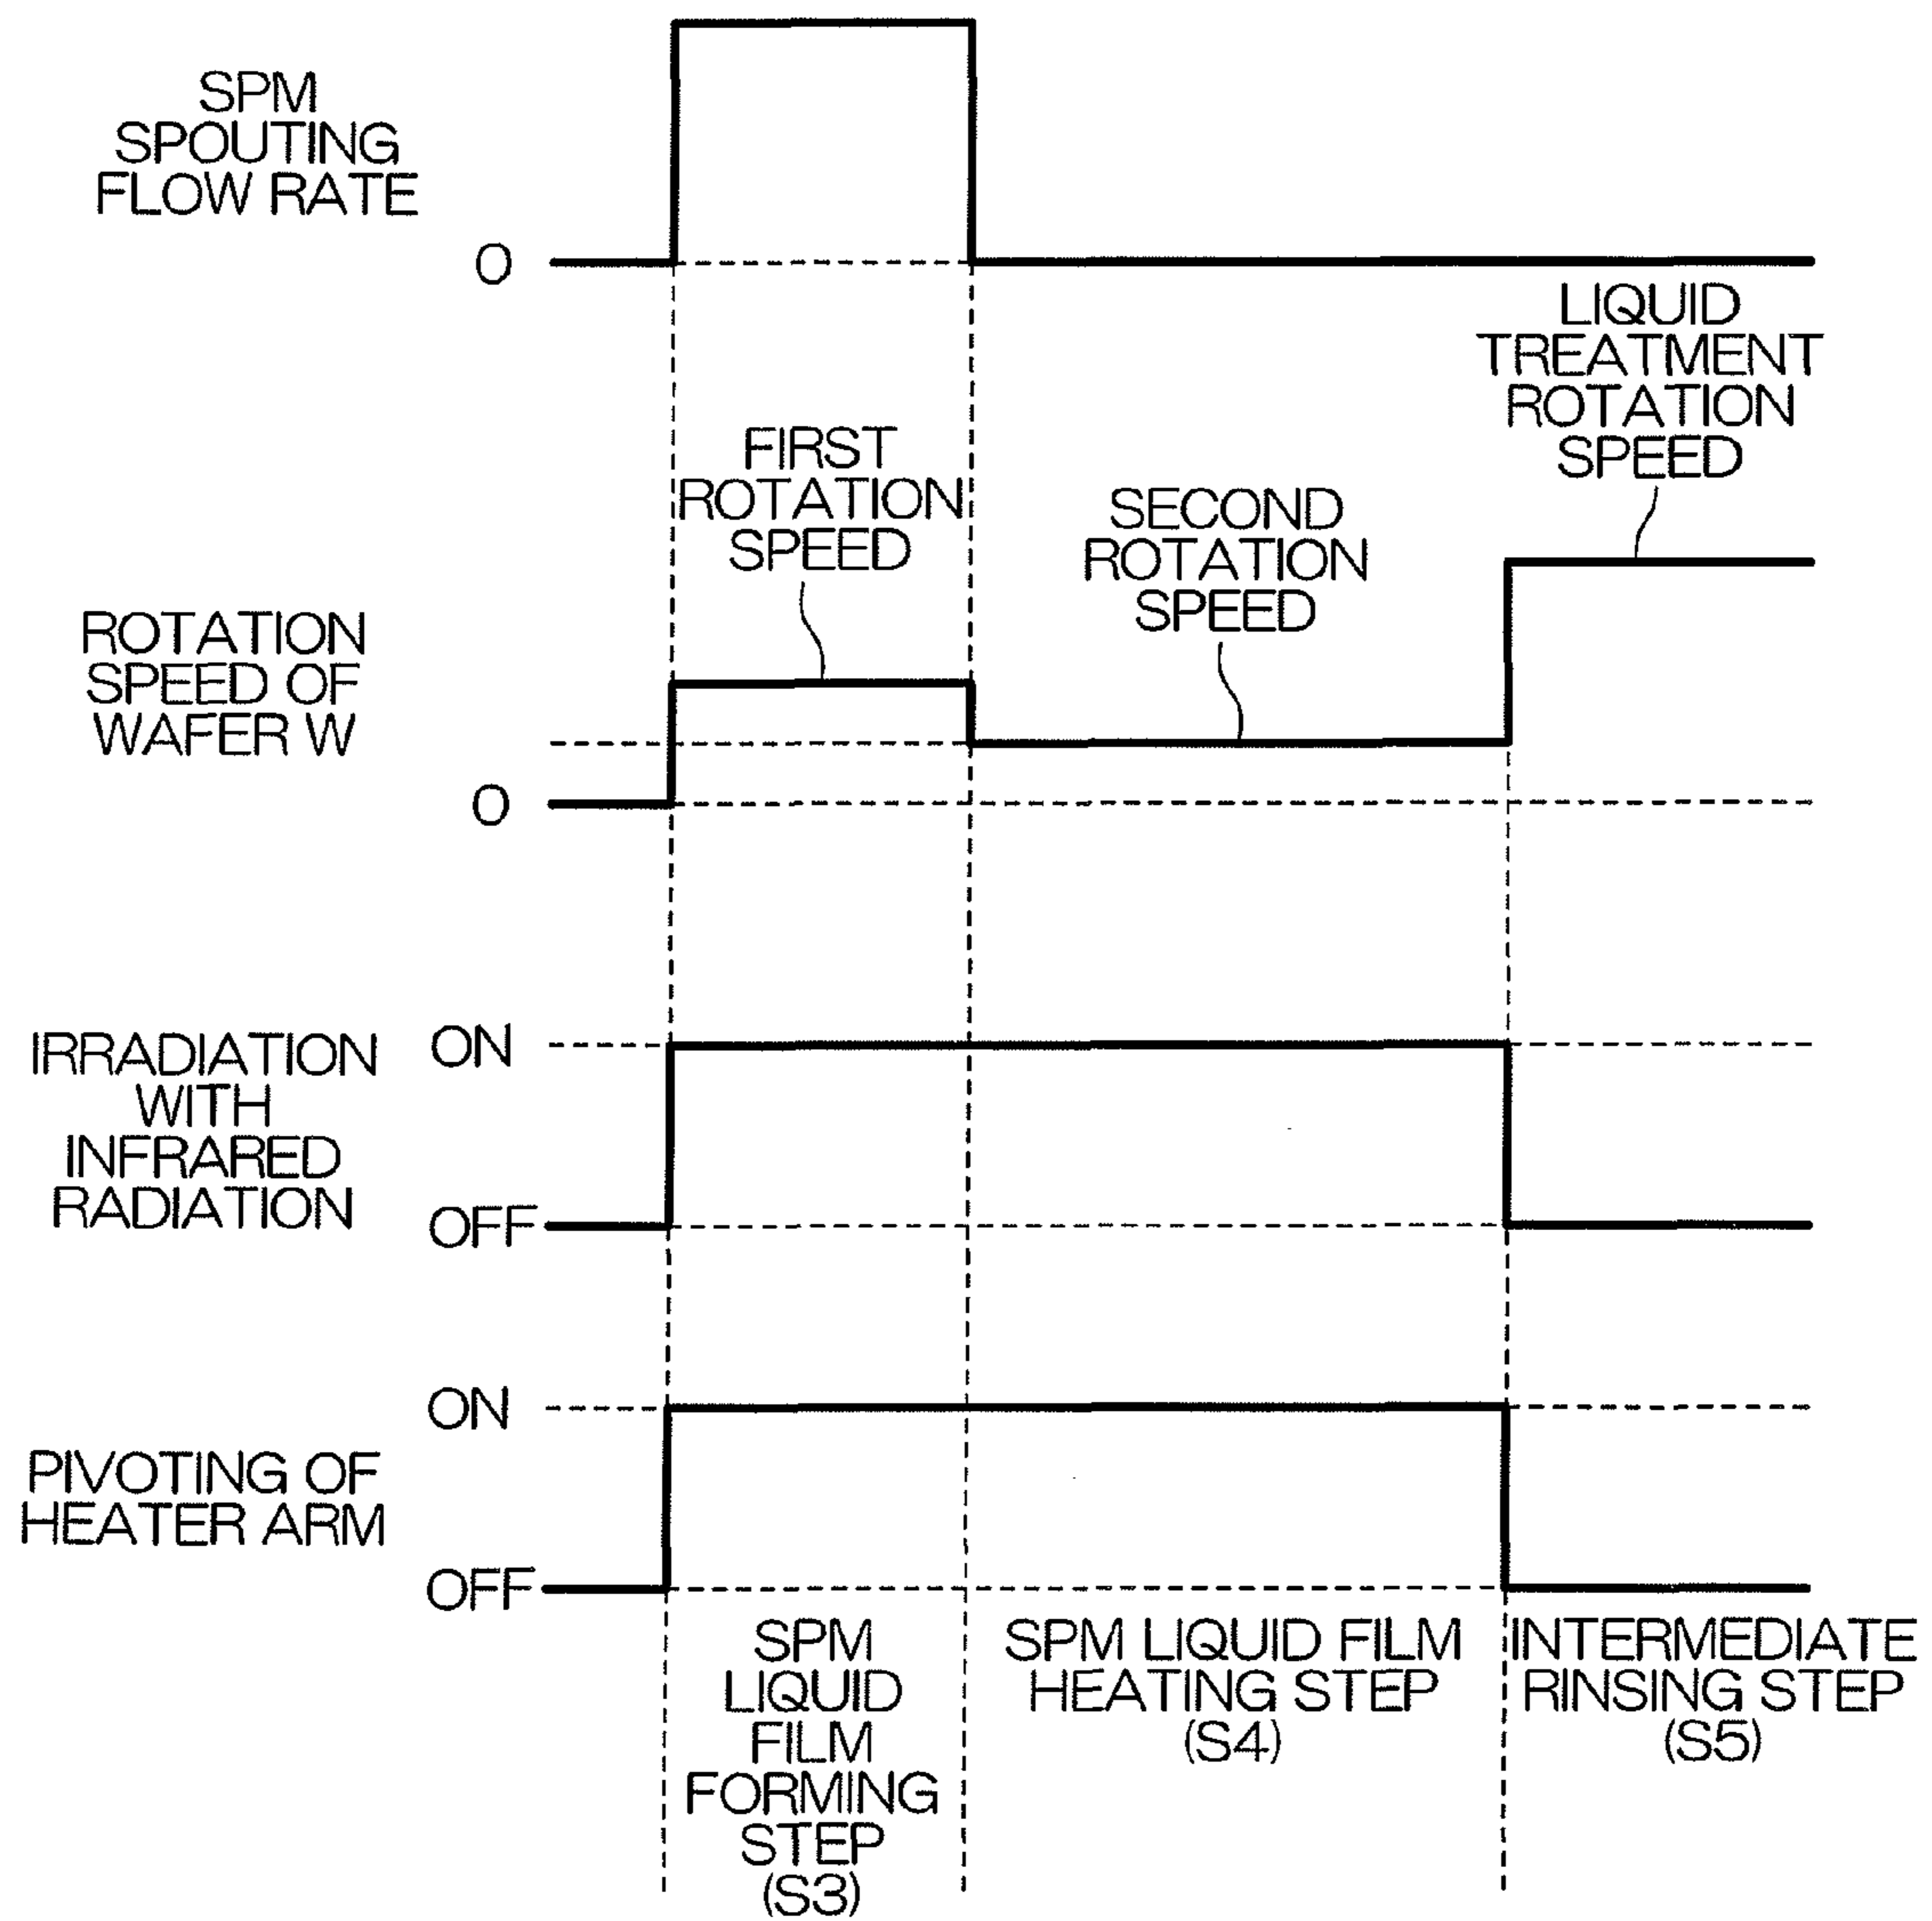 SPM
SPOUTING
FLOW RATE
0
LIQUID
TREATMENT
ROTATION
SPEED
FIRST
ROTATION
SPEED
SECOND
ROTATION
SPEED
ROTATION
SPEED OF
WAFER W
0
IRRADIATION
WITH
INFRARED
RADIATION
ON
OFF
PIVOTING OF
HEATER ARM
ON
OFF
SPM
LIQUID
FILM
FORMING
STEP
(S3)
SPM LIQUID FILM
HEATING STEP
(S4)
INTERMEDIATE
RINSING STEP
(S5)